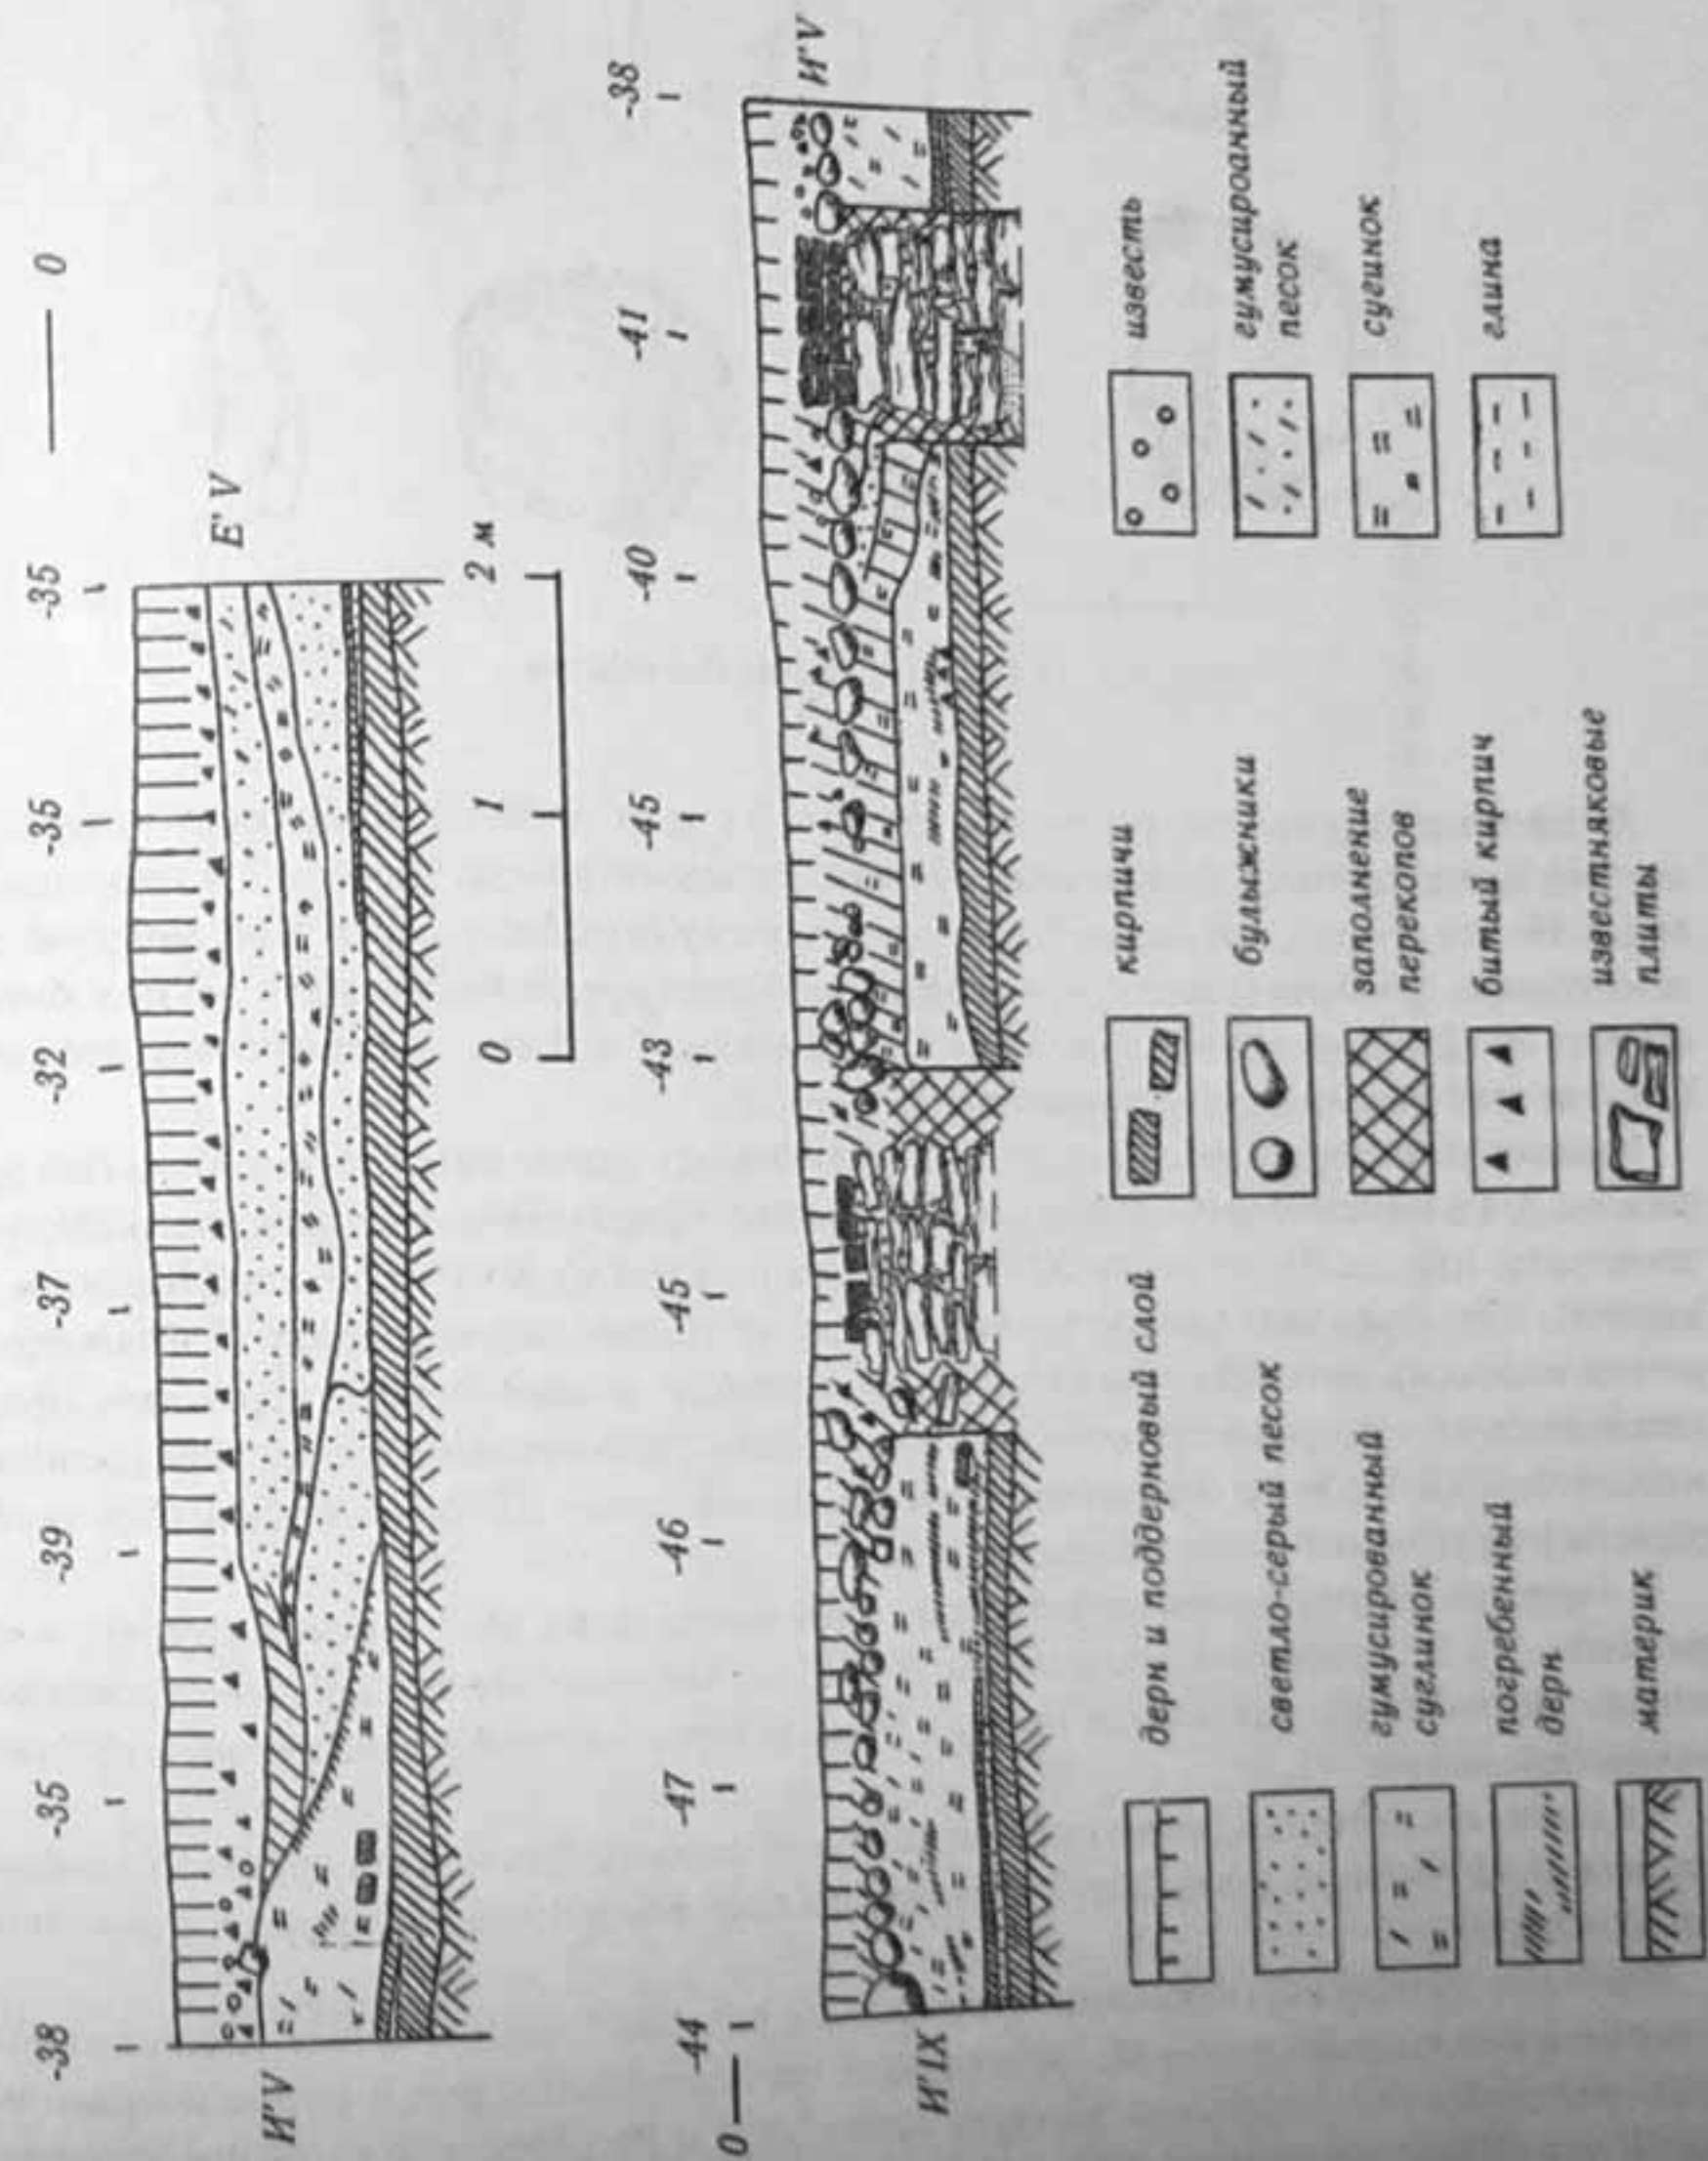 -38 -35 -39 -37 -32 -35 -35 0
И'V Е'V
0 1 2 м
0 -44 -47 -46 -45 -43 -45 -40 -41 -38
И'IX И'V
дерн и поддерновый слой
светло-серый песок
гумусированный
суглинок
погребенный
дерн
материк
кирпичи
булыжники
заполнение
перекопов
битый кирпич
известняковые
плиты
известь
гумусироанный
песок
сугинок
глина